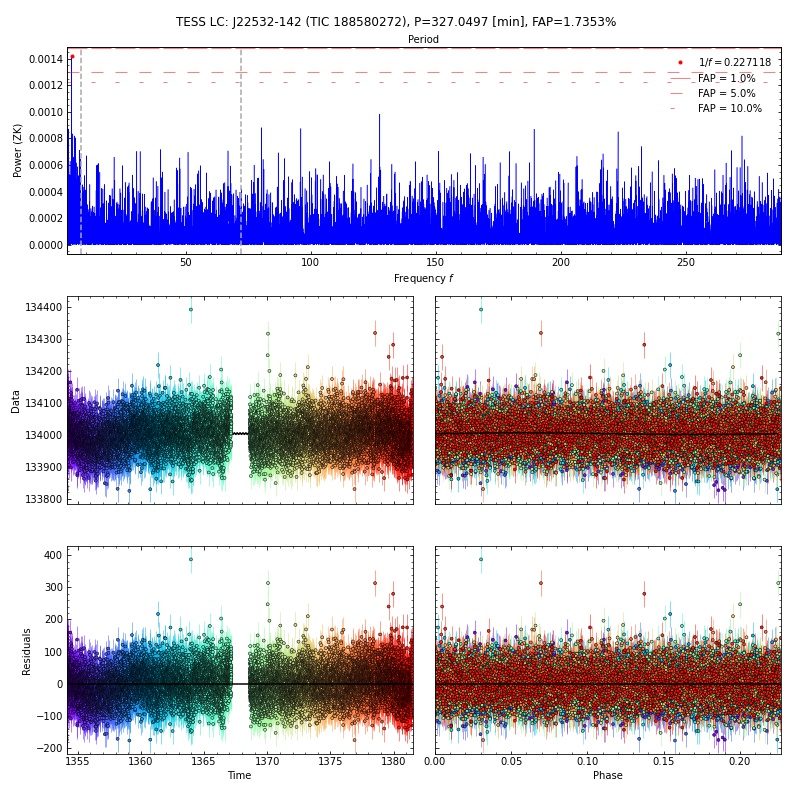 TESS LC: J22532-142 (TIC 188580272), P=327.0497 [min], FAP=1.7353%
Period
0.0014
0.0012
0.0010
0.0008
0.0006
0.0004
0.0002
0.0000
Power (ZK)
1/f = 0.227118
FAP = 1.0%
FAP = 5.0%
FAP = 10.0%
50 100 150 200 250
Frequency f
134400
134300
134200
134100
134000
133900
133800
Data
400
300
200
100
0
−100
−200
Residuals
1355 1360 1365 1370 1375 1380
Time
0.00 0.05 0.10 0.15 0.20
Phase